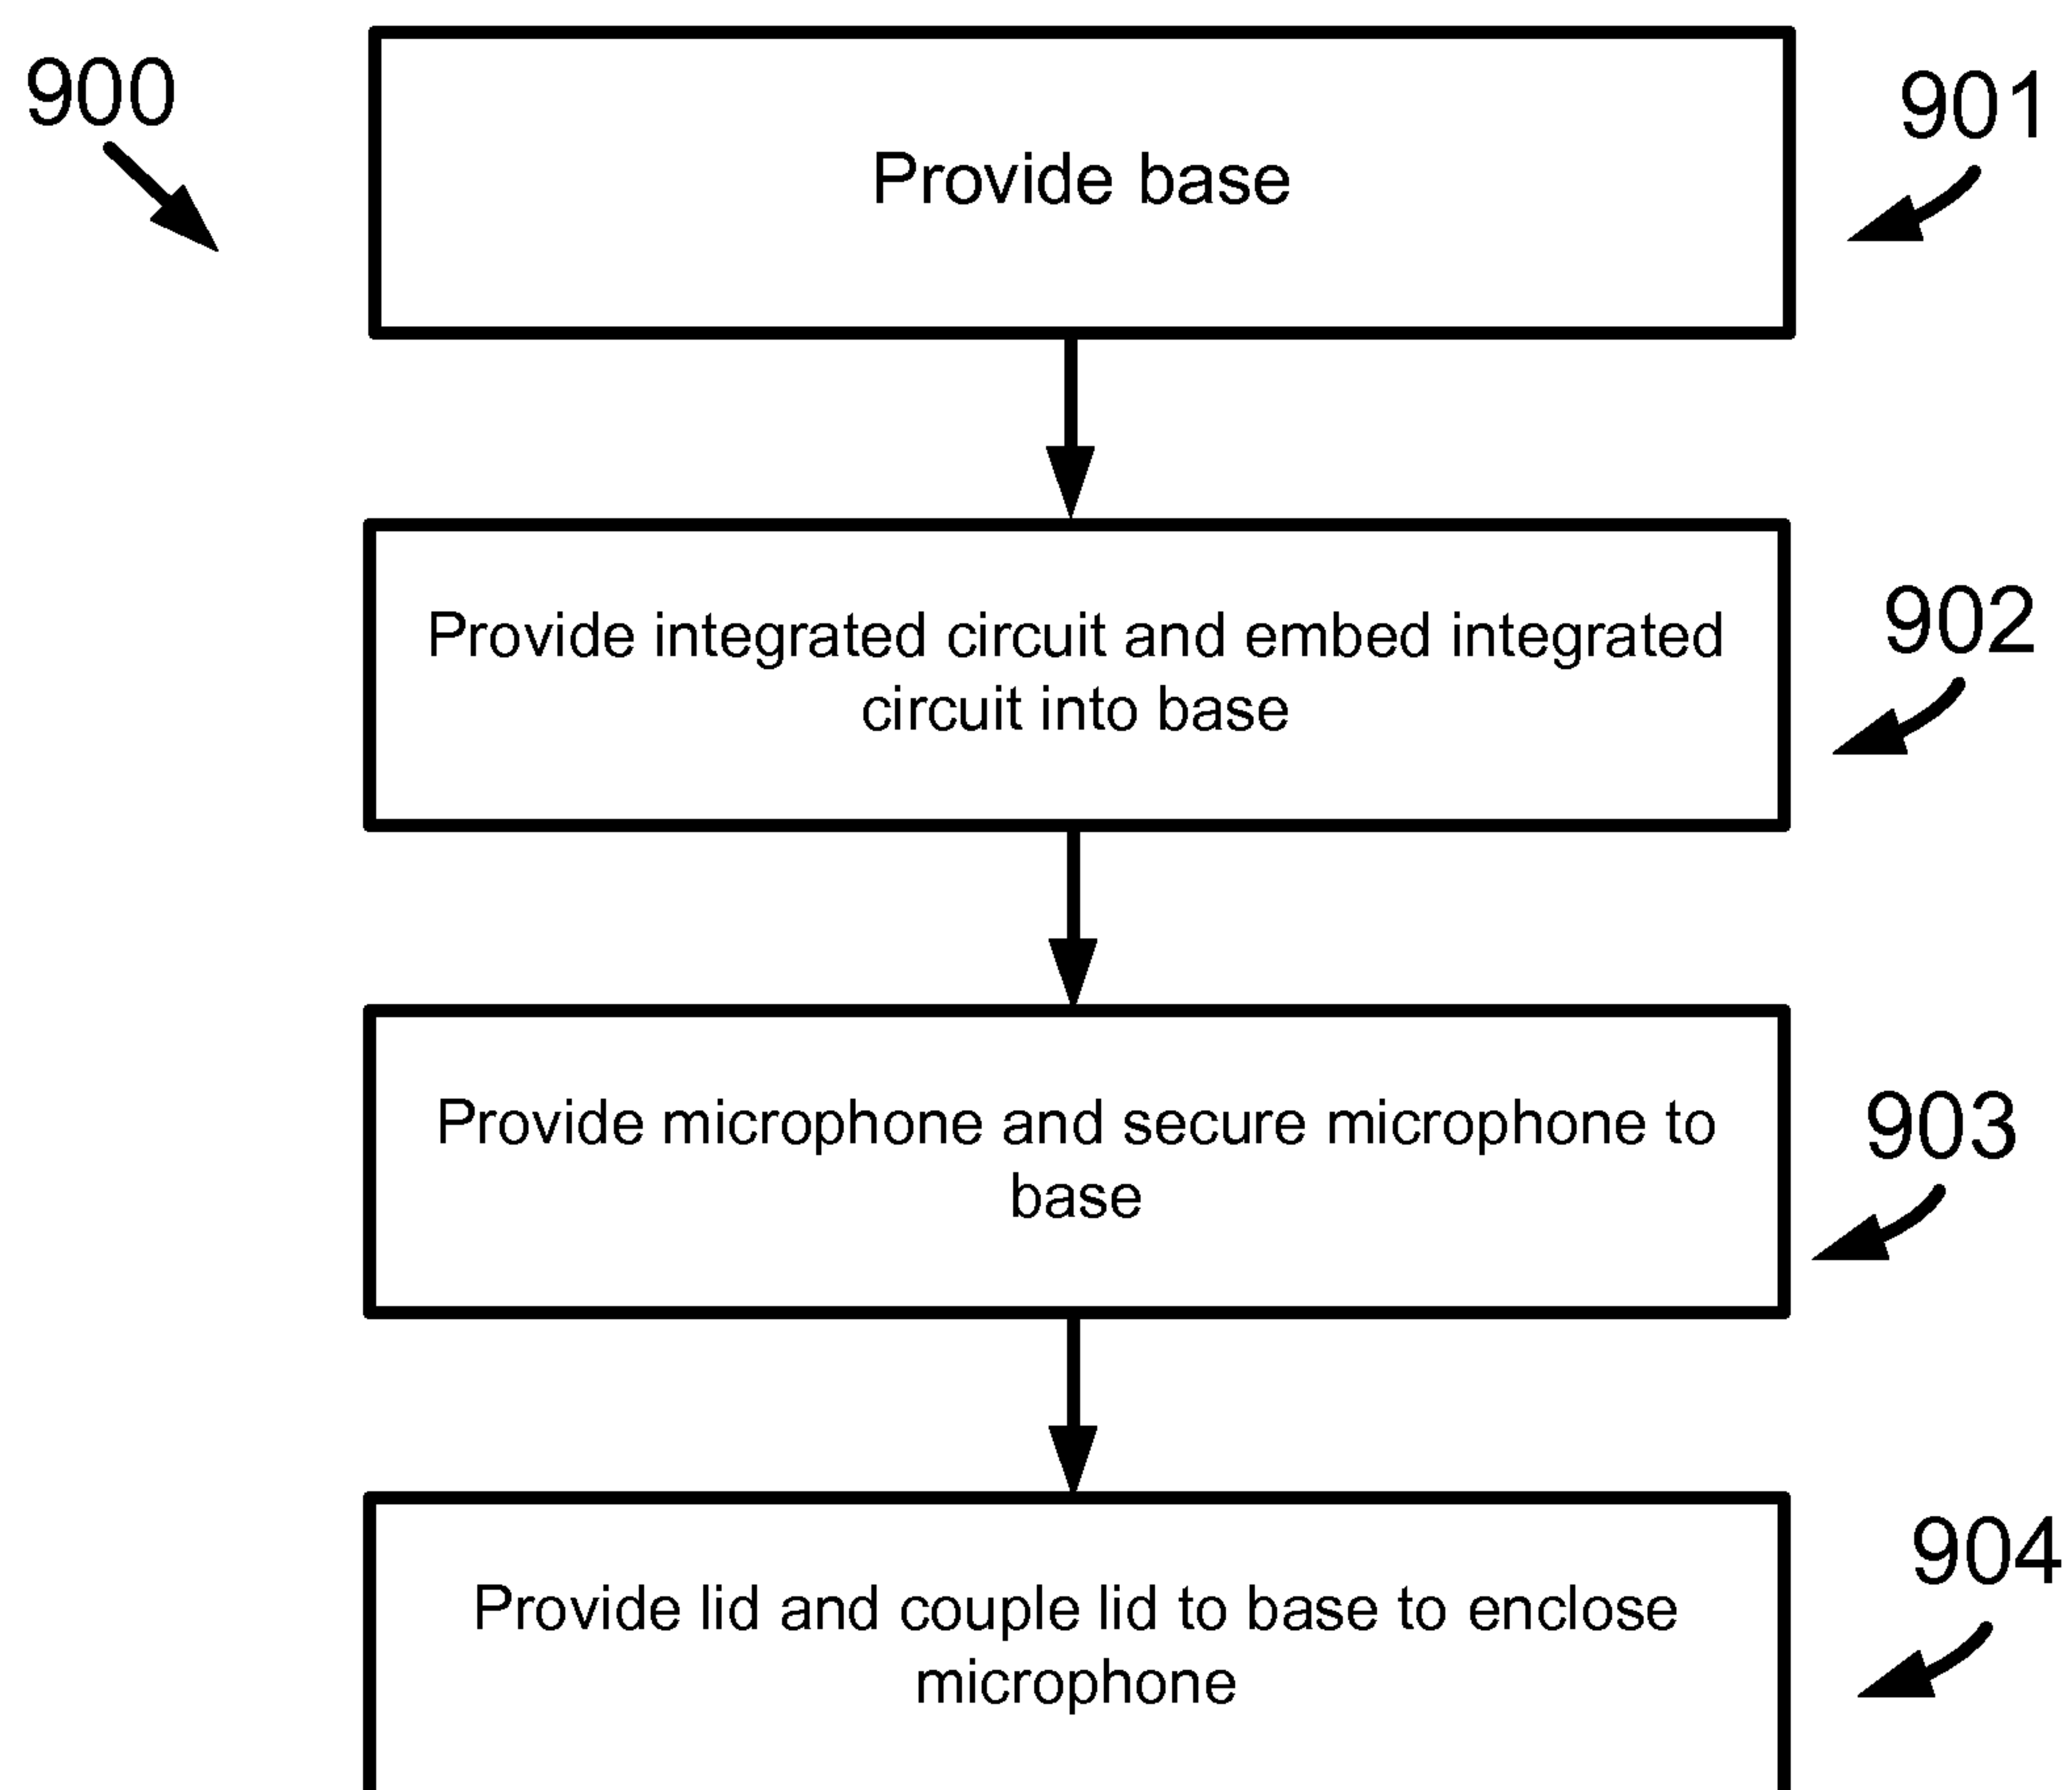 900
901
Provide base
902
Provide integrated circuit and embed integrated
circuit into base
903
Provide microphone and secure microphone to
base
904
Provide lid and couple lid to base to enclose
microphone